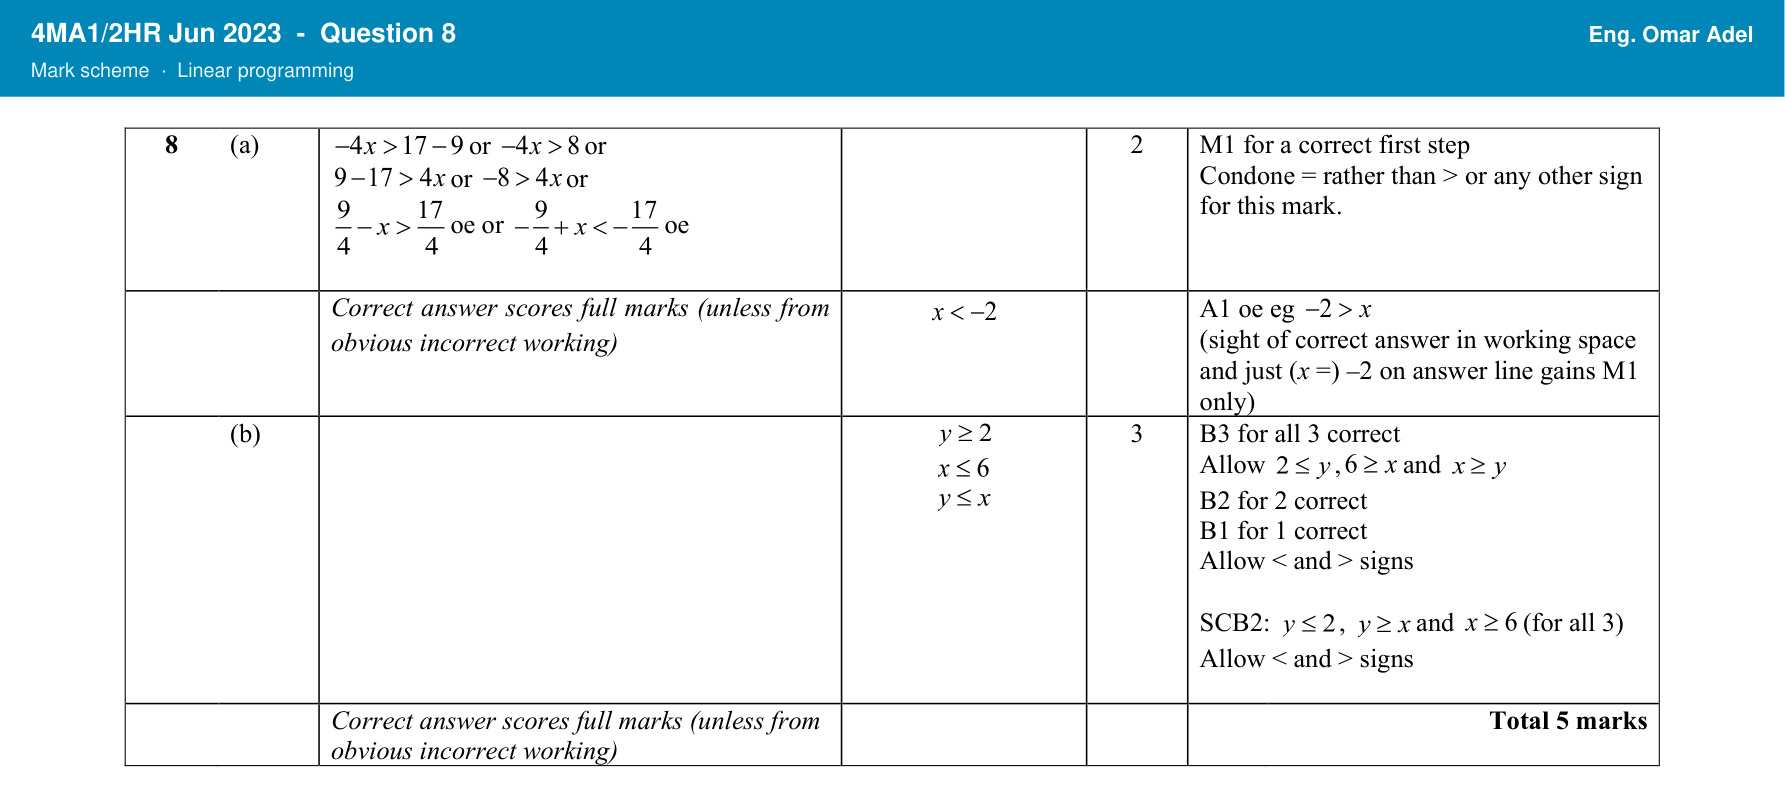 4MA1/2HR Jun 2023 - Question 8
Eng. Omar Adel
Mark scheme · Linear programming
8 (a) −4x > 17 − 9 or −4x > 8 or
9 − 17 > 4x or −8 > 4x or
9/4 − x > 17/4 oe or −9/4 + x < −17/4 oe
2
M1 for a correct first step
Condone = rather than > or any other sign
for this mark.
Correct answer scores full marks (unless from
obvious incorrect working)
x < −2
A1 oe eg −2 > x
(sight of correct answer in working space
and just (x =) –2 on answer line gains M1
only)
(b)
y ≥ 2
x ≤ 6
y ≤ x
3
B3 for all 3 correct
Allow 2 ≤ y, 6 ≥ x and x ≥ y
B2 for 2 correct
B1 for 1 correct
Allow < and > signs
SCB2: y ≤ 2, y ≥ x and x ≥ 6 (for all 3)
Allow < and > signs
Correct answer scores full marks (unless from
obvious incorrect working)
Total 5 marks